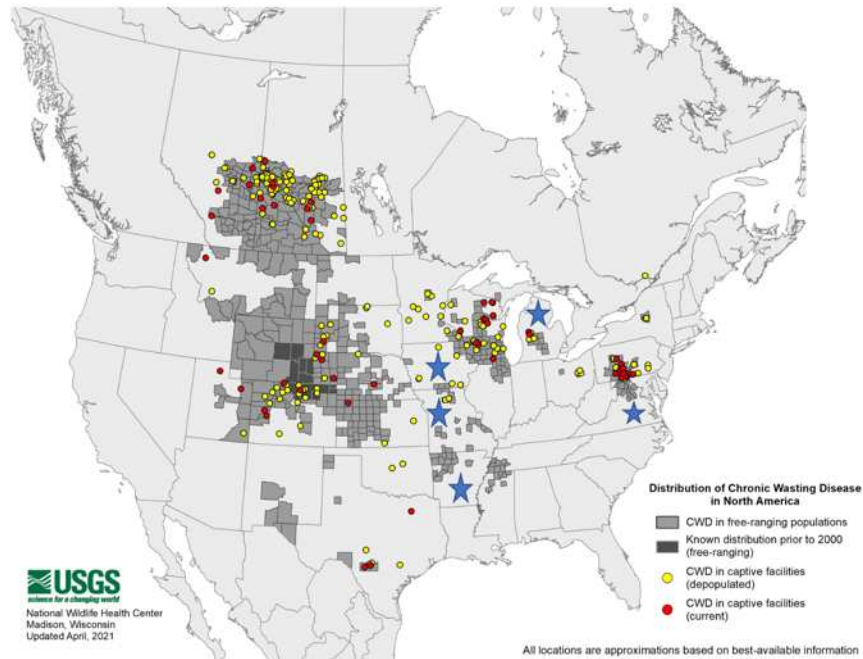 Distribution of Chronic Wasting Disease
in North America
CWD in free-ranging populations
Known distribution prior to 2000
(free-ranging)
CWD in captive facilities
(depopulated)
CWD in captive facilities
(current)
USGS
science for a changing world
National Wildlife Health Center
Madison, Wisconsin
Updated April, 2021
All locations are approximations based on best-available information